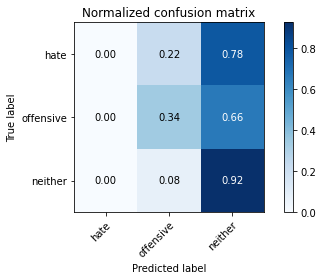 Normalized confusion matrix
True label
hate 0.00 0.22 0.78
offensive 0.00 0.34 0.66
neither 0.00 0.08 0.92
hate offensive neither
Predicted label
0.8
0.6
0.4
0.2
0.0